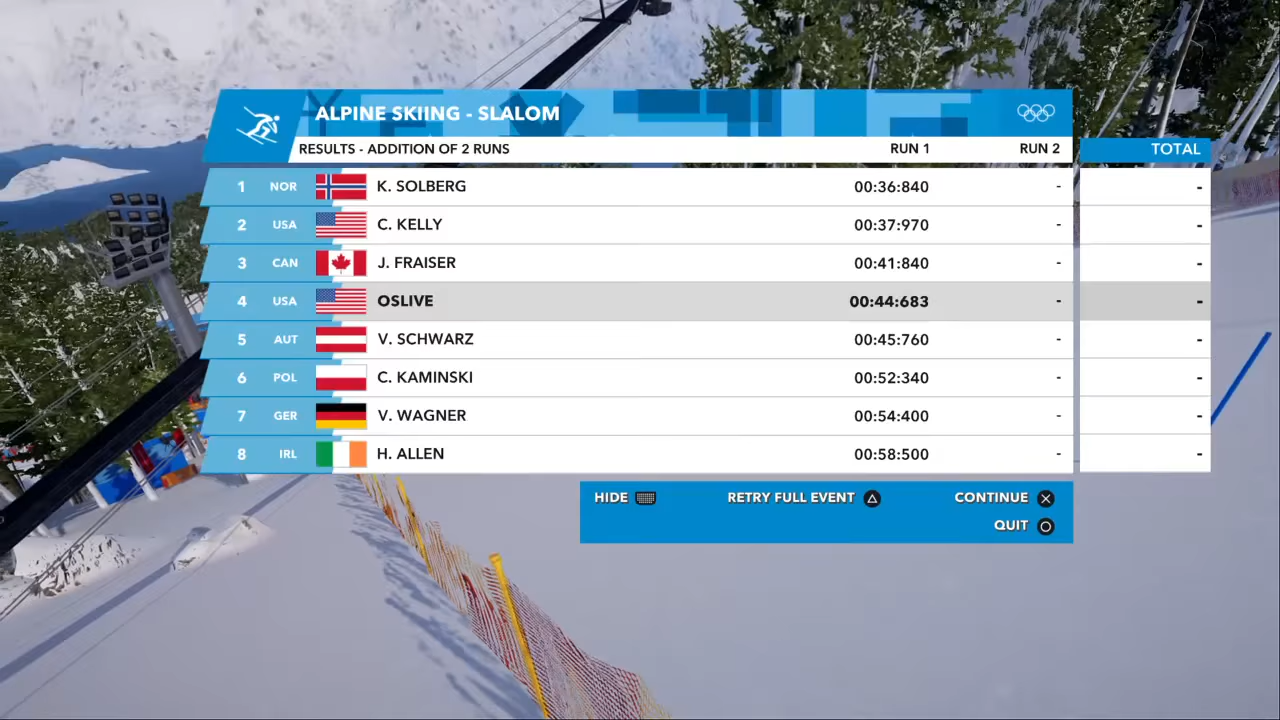 ALPINE SKIING - SLALOM
RESULTS - ADDITION OF 2 RUNS RUN 1 RUN 2 TOTAL
1 NOR K. SOLBERG 00:36:840 - -
2 USA C. KELLY 00:37:970 - -
3 CAN J. FRAISER 00:41:840 - -
4 USA OSLIVE 00:44:683 - -
5 AUT V. SCHWARZ 00:45:760 - -
6 POL C. KAMINSKI 00:52:340 - -
7 GER V. WAGNER 00:54:400 - -
8 IRL H. ALLEN 00:58:500 - -
HIDE RETRY FULL EVENT CONTINUE
QUIT